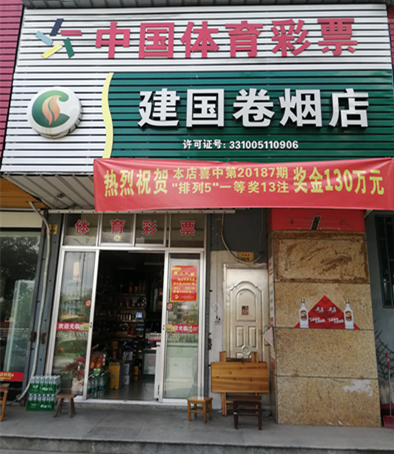 中国体育彩票
建国卷烟店
许可证号：331005110906
热烈祝贺
本店喜中第20187期
"排列5"一等奖13注
奖金130万元
体育彩票